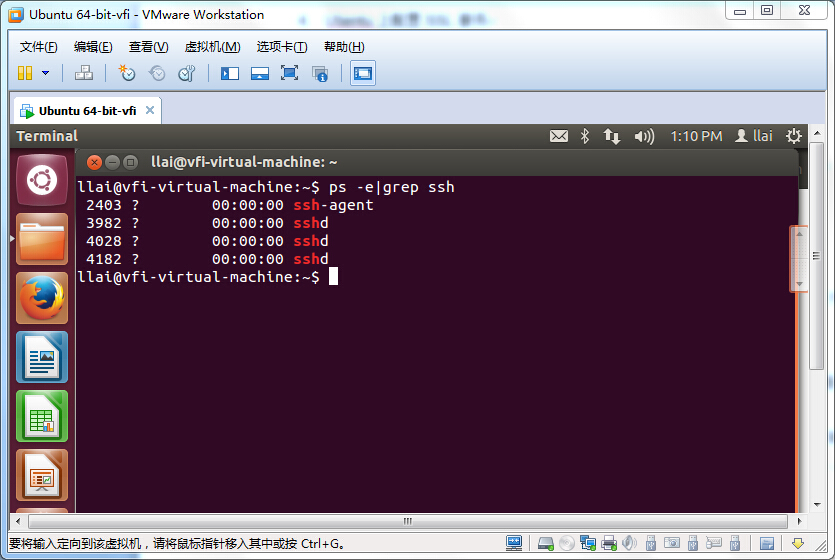 Ubuntu 64-bit-vfi - VMware Workstation
文件(F) 编辑(E) 查看(V) 虚拟机(M) 选项卡(T) 帮助(H)
Ubuntu 64-bit-vfi
Terminal 1:10 PM llai
llai@vfi-virtual-machine: ~
llai@vfi-virtual-machine:~$ ps -e|grep ssh
2403 ? 00:00:00 ssh-agent
3982 ? 00:00:00 sshd
4028 ? 00:00:00 sshd
4182 ? 00:00:00 sshd
llai@vfi-virtual-machine:~$
要将输入定向到该虚拟机，请将鼠标指针移入其中或按 Ctrl+G。